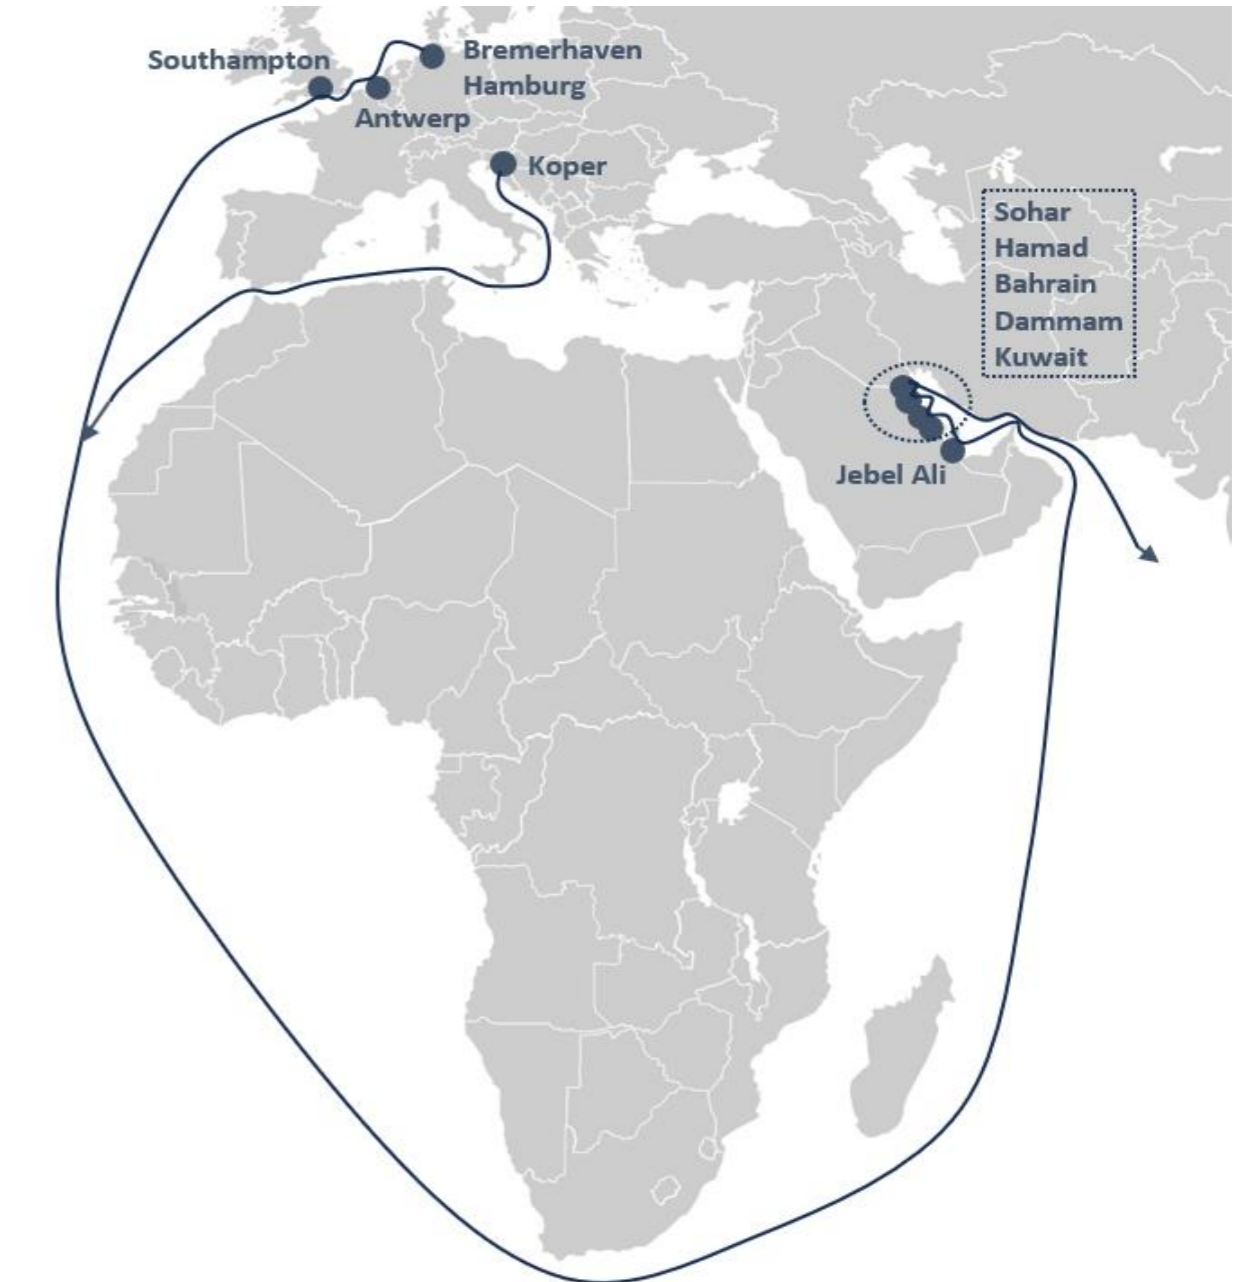 Southampton
Bremerhaven
Hamburg
Antwerp
Koper
Sohar
Hamad
Bahrain
Dammam
Kuwait
Jebel Ali